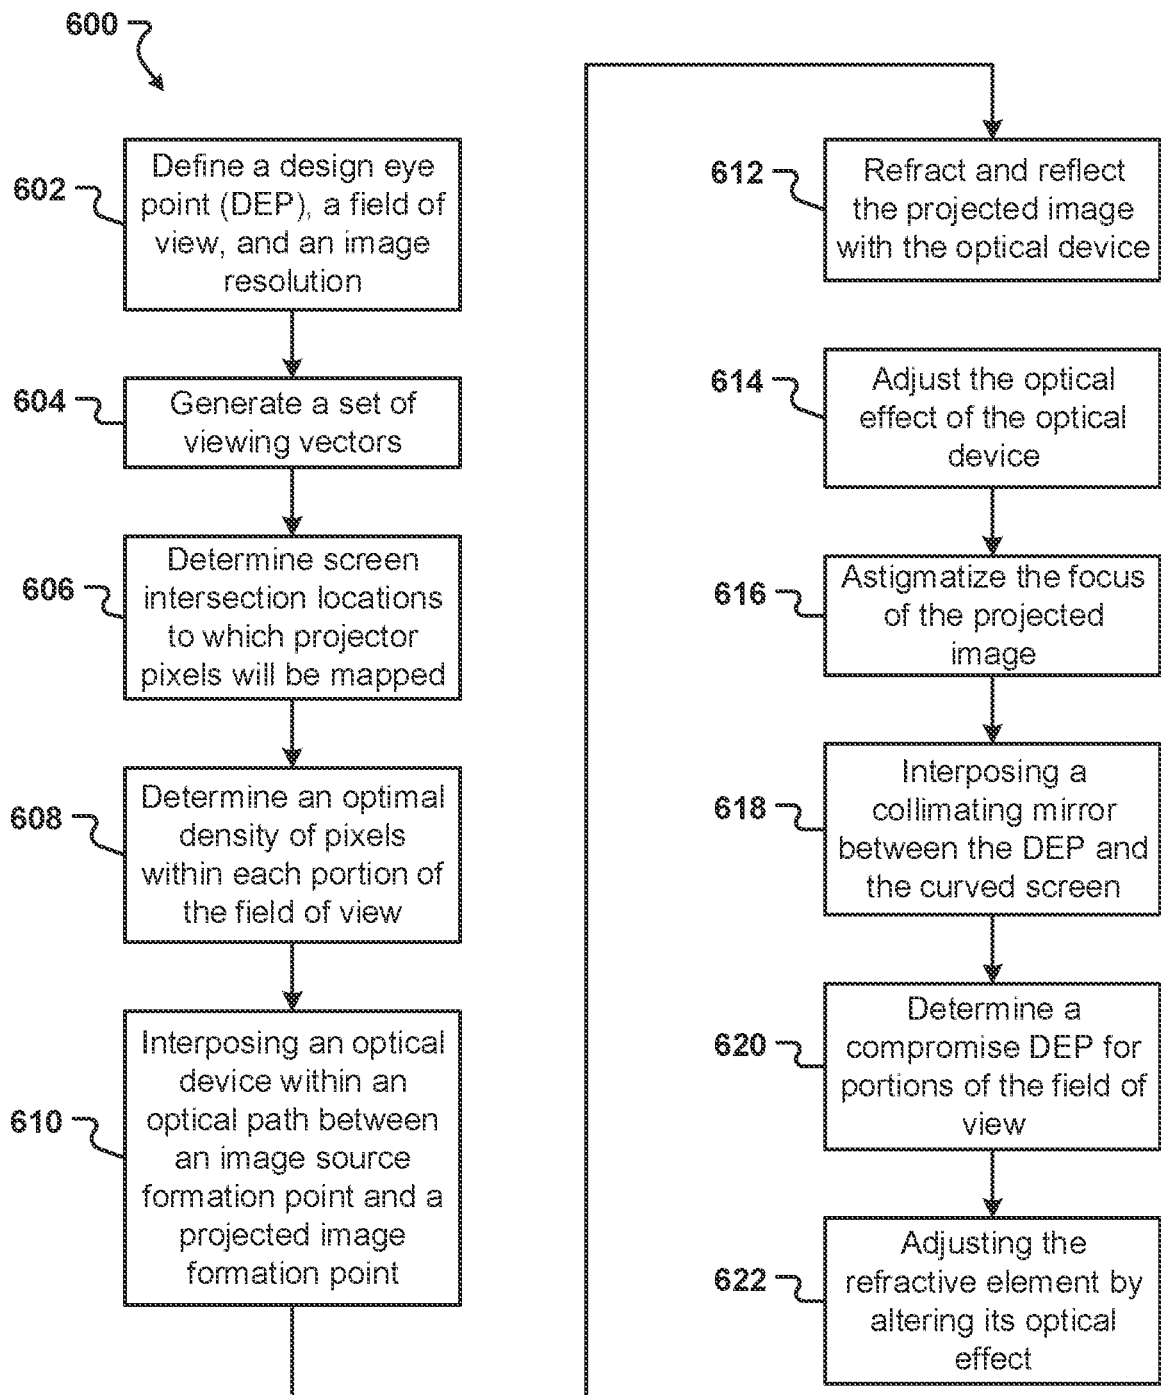 600
602
Define a design eye
point (DEP), a field of
view, and an image
resolution
604
Generate a set of
viewing vectors
606
Determine screen
intersection locations
to which projector
pixels will be mapped
608
Determine an optimal
density of pixels
within each portion of
the field of view
610
Interposing an optical
device within an
optical path between
an image source
formation point and a
projected image
formation point
612
Refract and reflect
the projected image
with the optical device
614
Adjust the optical
effect of the optical
device
616
Astigmatize the focus
of the projected
image
618
Interposing a
collimating mirror
between the DEP and
the curved screen
620
Determine a
compromise DEP for
portions of the field of
view
622
Adjusting the
refractive element by
altering its optical
effect